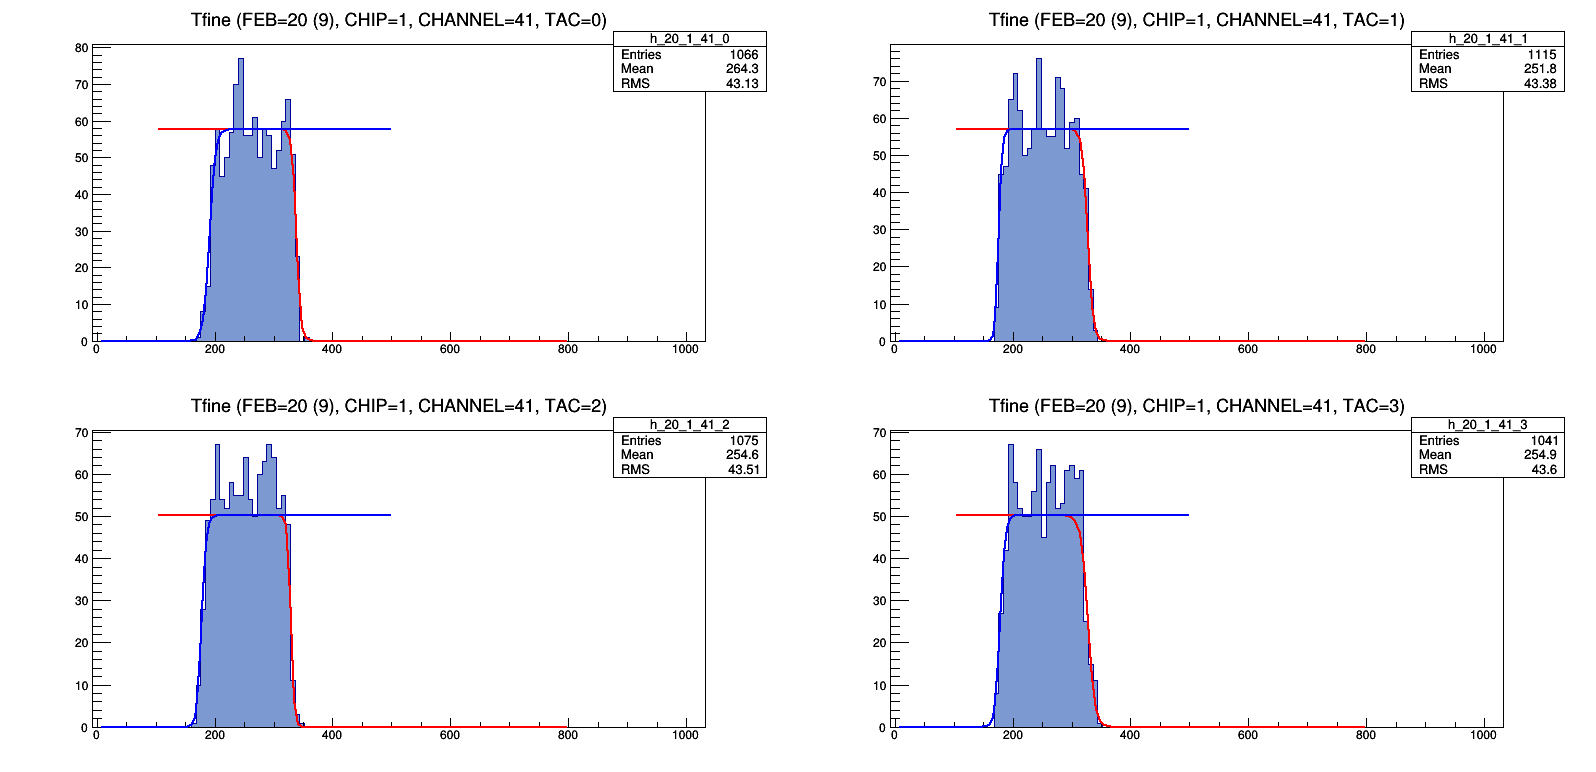 Tfine (FEB=20 (9), CHIP=1, CHANNEL=41, TAC=0)
h_20_1_41_0
Entries 1066
Mean 264.3
RMS 43.13
80
70
60
50
40
30
20
10
0
0 200 400 600 800 1000
Tfine (FEB=20 (9), CHIP=1, CHANNEL=41, TAC=1)
h_20_1_41_1
Entries 1115
Mean 251.8
RMS 43.38
70
60
50
40
30
20
10
0
0 200 400 600 800 1000
Tfine (FEB=20 (9), CHIP=1, CHANNEL=41, TAC=2)
h_20_1_41_2
Entries 1075
Mean 254.6
RMS 43.51
70
60
50
40
30
20
10
0
0 200 400 600 800 1000
Tfine (FEB=20 (9), CHIP=1, CHANNEL=41, TAC=3)
h_20_1_41_3
Entries 1041
Mean 254.9
RMS 43.6
70
60
50
40
30
20
10
0
0 200 400 600 800 1000